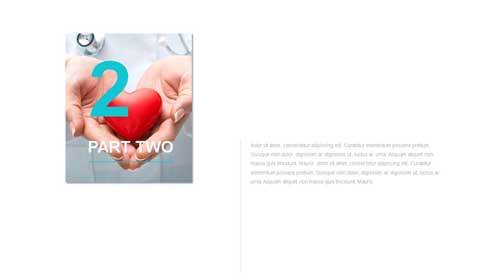 2
PART TWO
dolor sit amet, consectetur adipiscing elit. Curabitur elementum posuere pretium.
Quisque nibh dolor, dignissim ac dignissim ut, luctus ac urna. Aliquam aliquet non
massa quis tincidunt. Mauris. dolor sit amet, consectetur adipiscing elit. Curabitur
elementum posuere pretium. Quisque nibh dolor, dignissim ac dignissim ut, luctus ac
urna. Aliquam aliquet non massa quis tincidunt. Mauris.